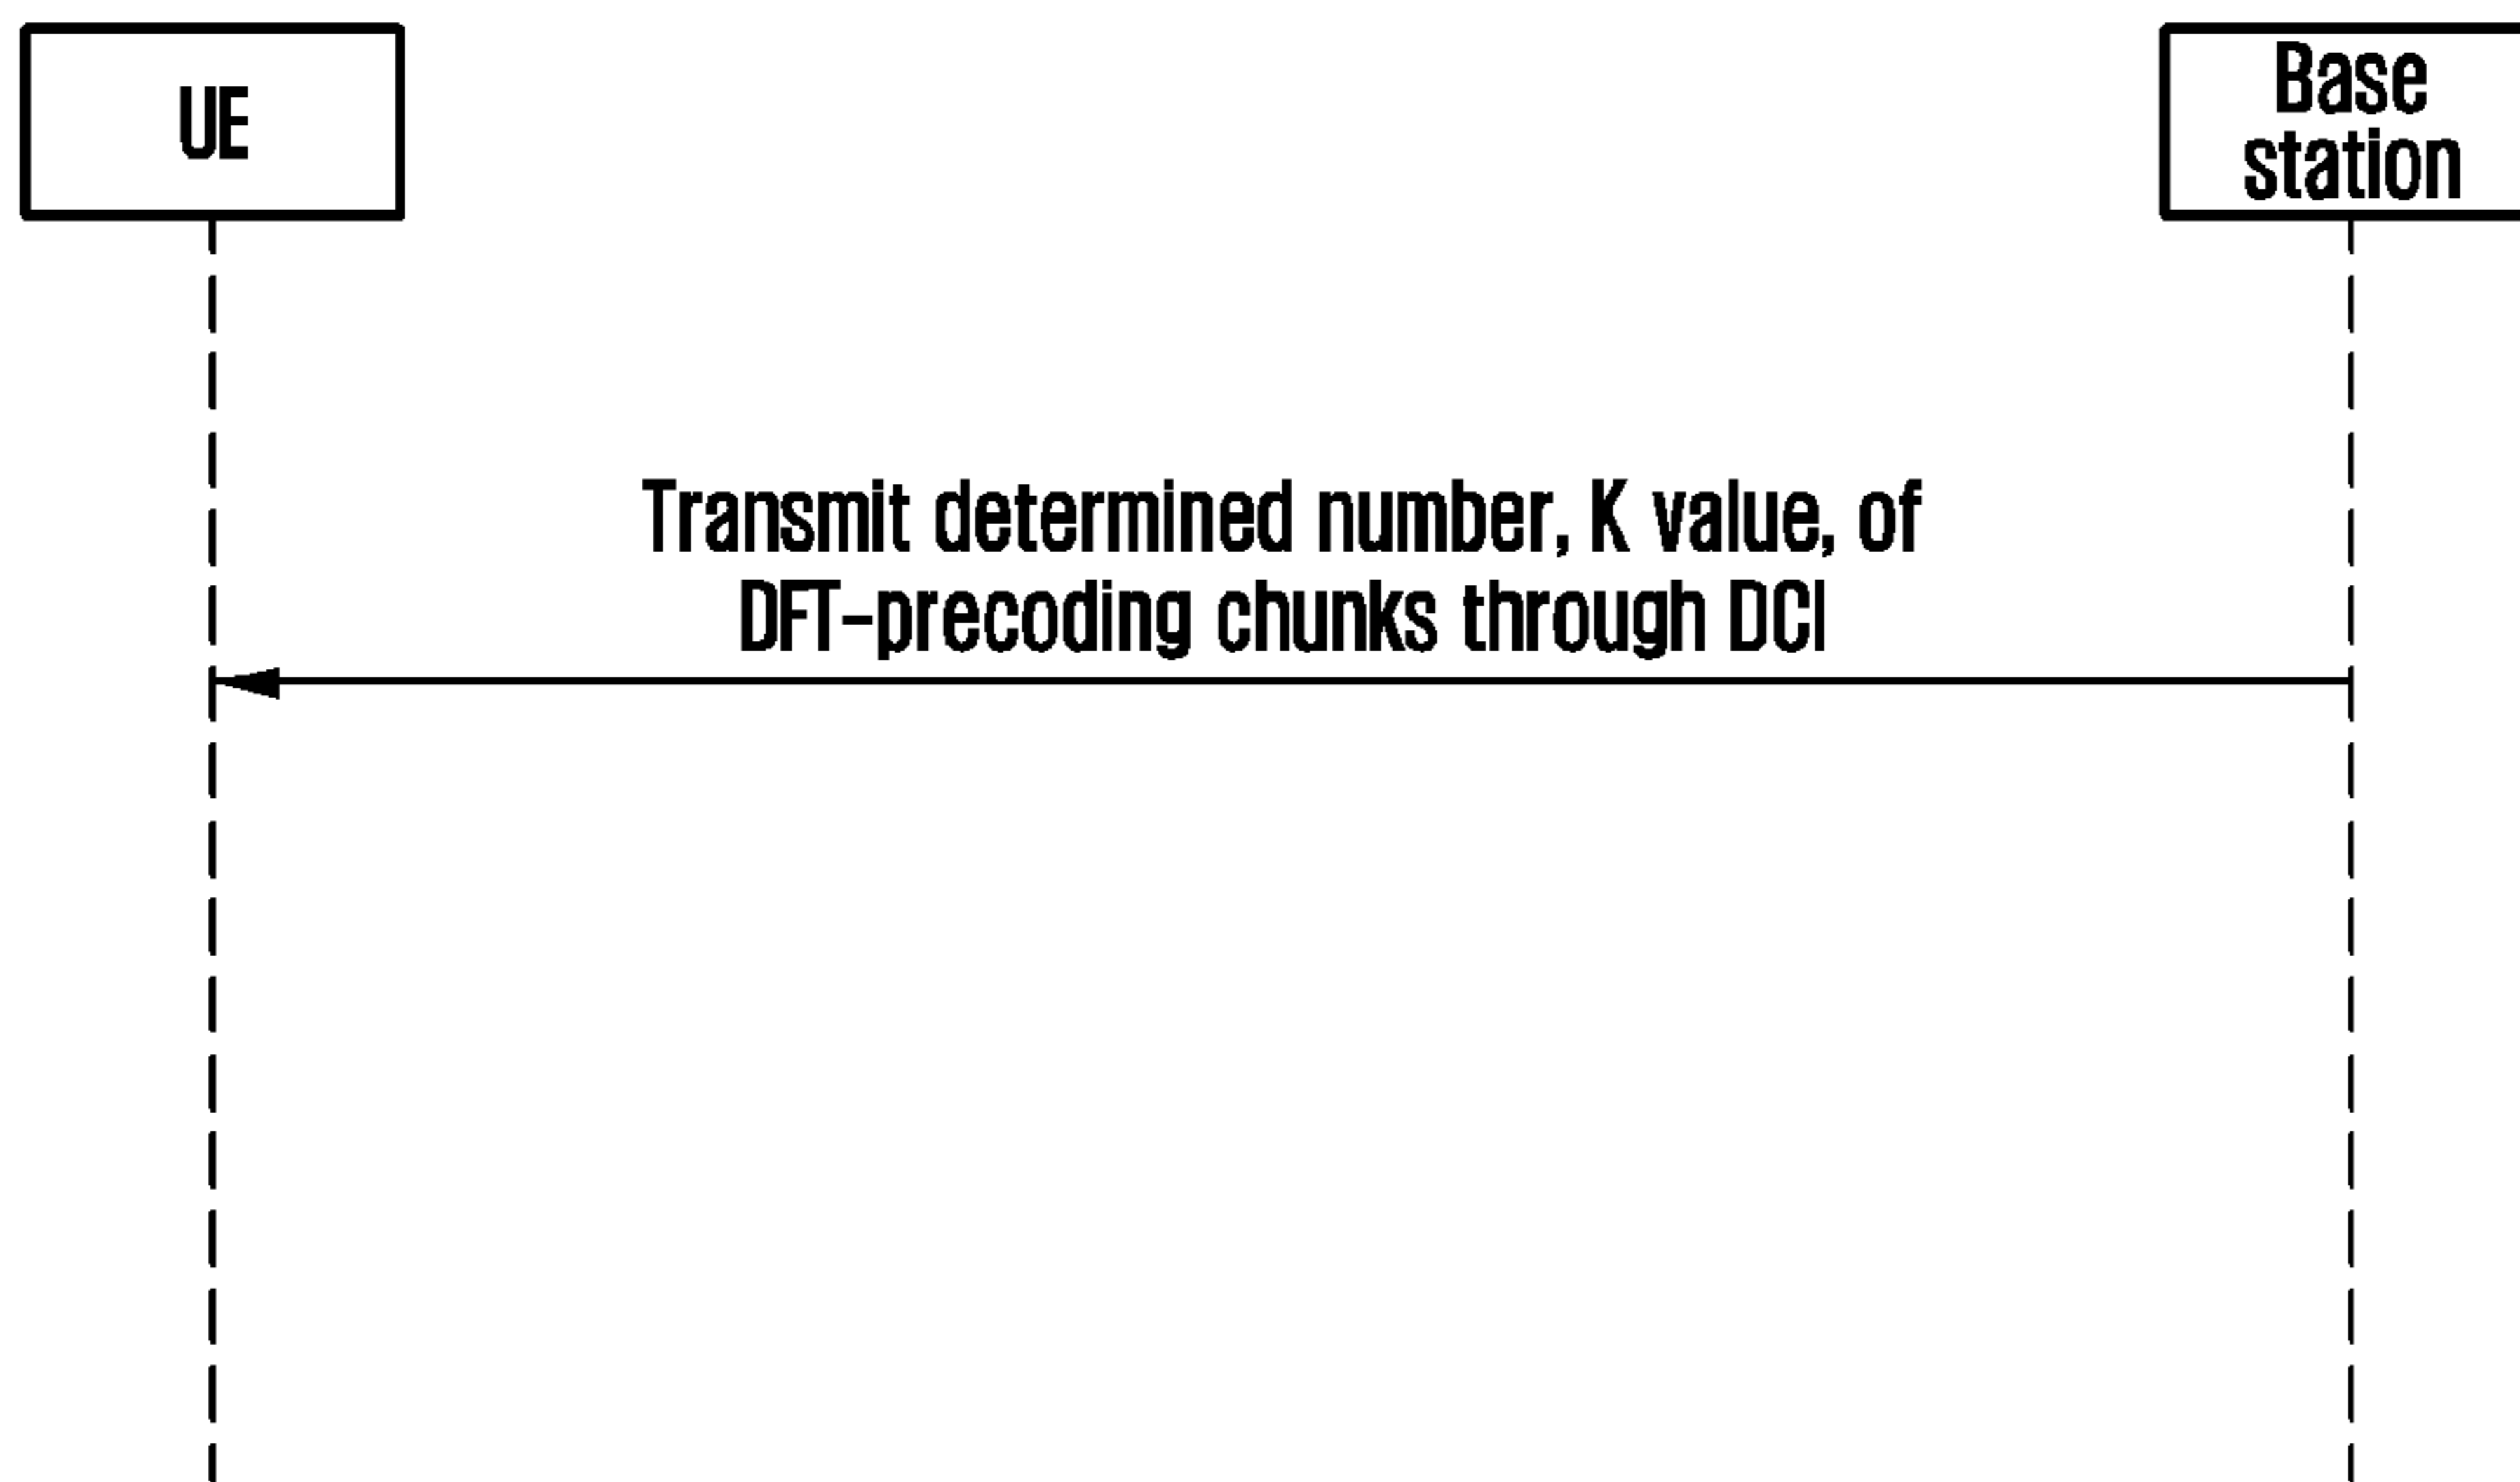 UE
Base
station
Transmit determined number, K value, of
DFT-precoding chunks through DCI